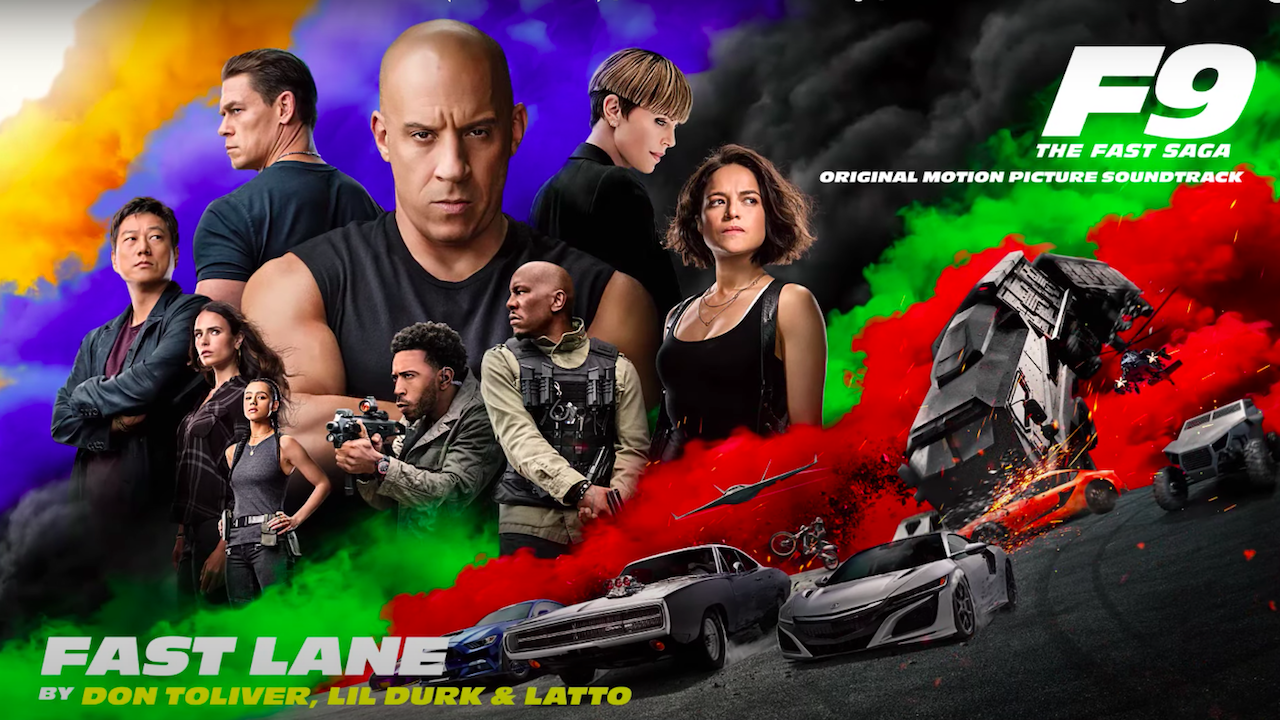 F9
THE FAST SAGA
ORIGINAL MOTION PICTURE SOUNDTRACK
FAST LANE
BY DON TOLIVER, LIL DURK & LATTO